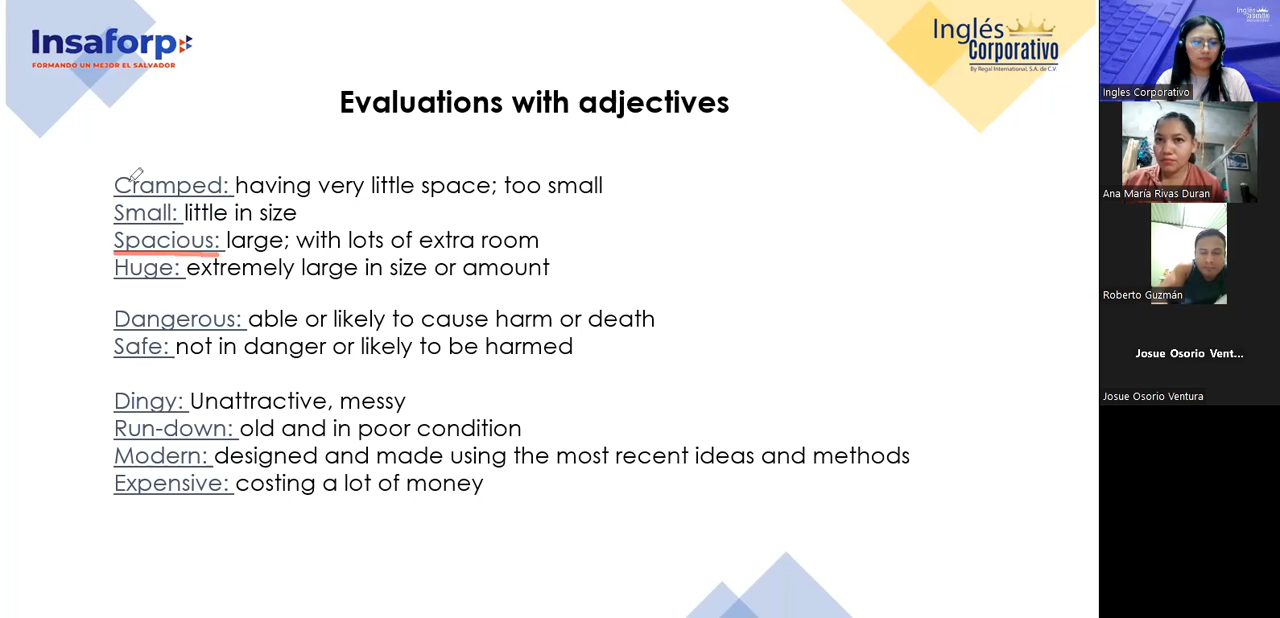 Insaforp
FORMANDO UN MEJOR EL SALVADOR
Inglés
Corporativo
By Regal International, S.A. de C.V.
Evaluations with adjectives
Cramped: having very little space; too small
Small: little in size
Spacious: large; with lots of extra room
Huge: extremely large in size or amount
Dangerous: able or likely to cause harm or death
Safe: not in danger or likely to be harmed
Dingy: Unattractive, messy
Run-down: old and in poor condition
Modern: designed and made using the most recent ideas and methods
Expensive: costing a lot of money
Ingles Corporativo
Ana María Rivas Duran
Roberto Guzmán
Josue Osorio Vent...
Josue Osorio Ventura